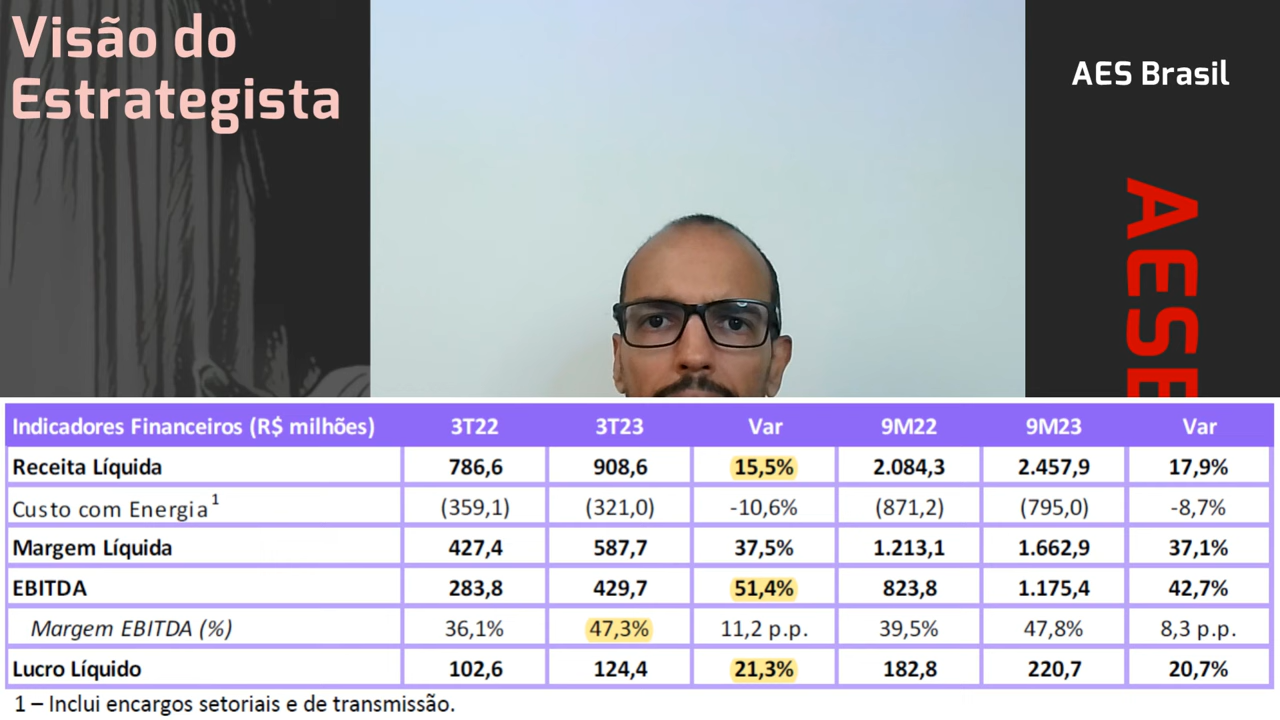 Visão do
Estrategista
AES Brasil
AESB
Indicadores Financeiros (R$ milhões) 3T22 3T23 Var 9M22 9M23 Var
Receita Líquida 786,6 908,6 15,5% 2.084,3 2.457,9 17,9%
Custo com Energia¹ (359,1) (321,0) -10,6% (871,2) (795,0) -8,7%
Margem Líquida 427,4 587,7 37,5% 1.213,1 1.662,9 37,1%
EBITDA 283,8 429,7 51,4% 823,8 1.175,4 42,7%
Margem EBITDA (%) 36,1% 47,3% 11,2 p.p. 39,5% 47,8% 8,3 p.p.
Lucro Líquido 102,6 124,4 21,3% 182,8 220,7 20,7%
1 – Inclui encargos setoriais e de transmissão.